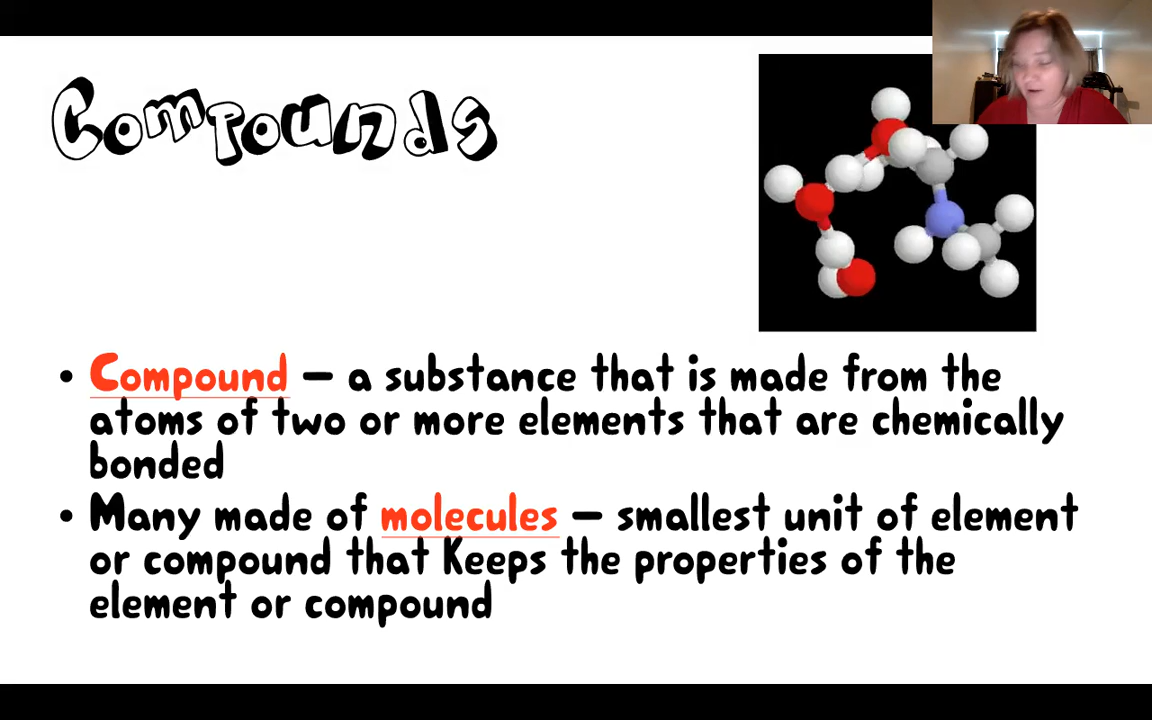 Compounds
• Compound – a substance that is made from the
atoms of two or more elements that are chemically
bonded
• Many made of molecules – smallest unit of element
or compound that Keeps the properties of the
element or compound